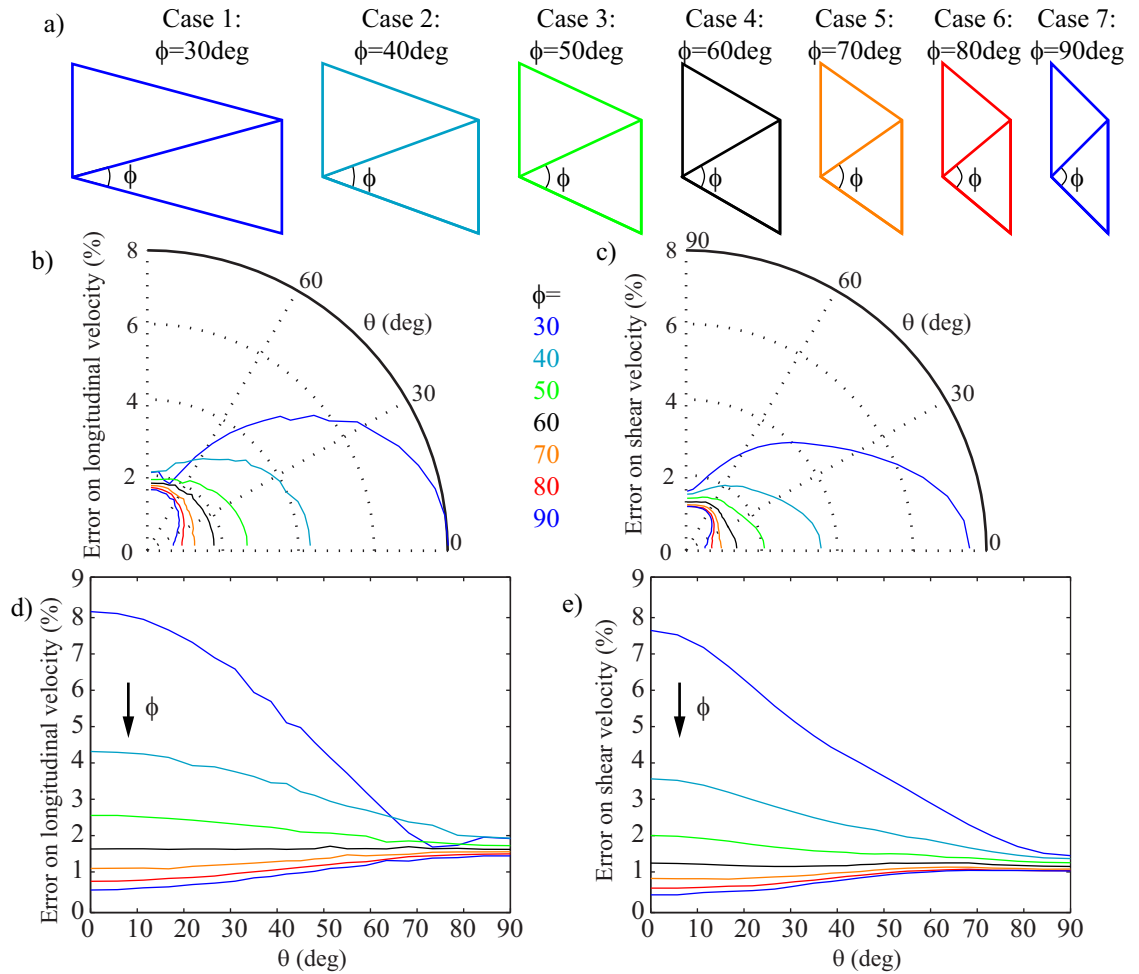 a)
Case 1: Case 2: Case 3: Case 4: Case 5: Case 6: Case 7:
ϕ=30deg ϕ=40deg ϕ=50deg ϕ=60deg ϕ=70deg ϕ=80deg ϕ=90deg
ϕ ϕ ϕ ϕ ϕ ϕ ϕ
b)
Error on longitudinal velocity (%)
8
6
4
2
0
60
θ (deg)
30
0
ϕ=
30
40
50
60
70
80
90
c)
Error on shear velocity (%)
8
6
4
2
0
90
60
θ (deg)
30
0
d)
Error on longitudinal velocity (%)
9
8
7
6
5
4
3
2
1
0
ϕ
0 10 20 30 40 50 60 70 80 90
θ (deg)
e)
Error on shear velocity (%)
9
8
7
6
5
4
3
2
1
0
ϕ
0 10 20 30 40 50 60 70 80 90
θ (deg)